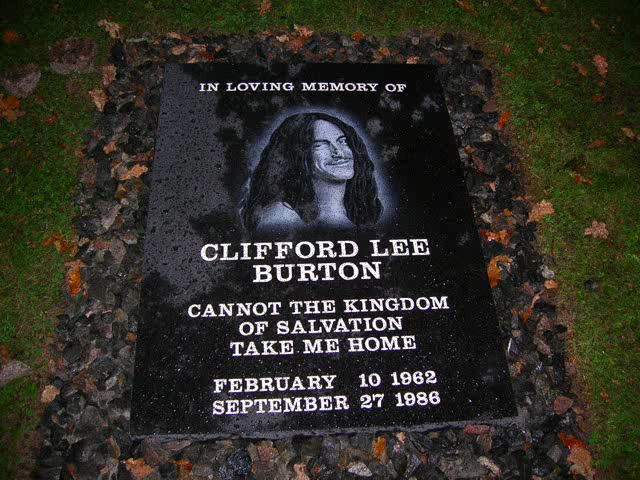 IN LOVING MEMORY OF
CLIFFORD LEE
BURTON
CANNOT THE KINGDOM
OF SALVATION
TAKE ME HOME
FEBRUARY 10 1962
SEPTEMBER 27 1986